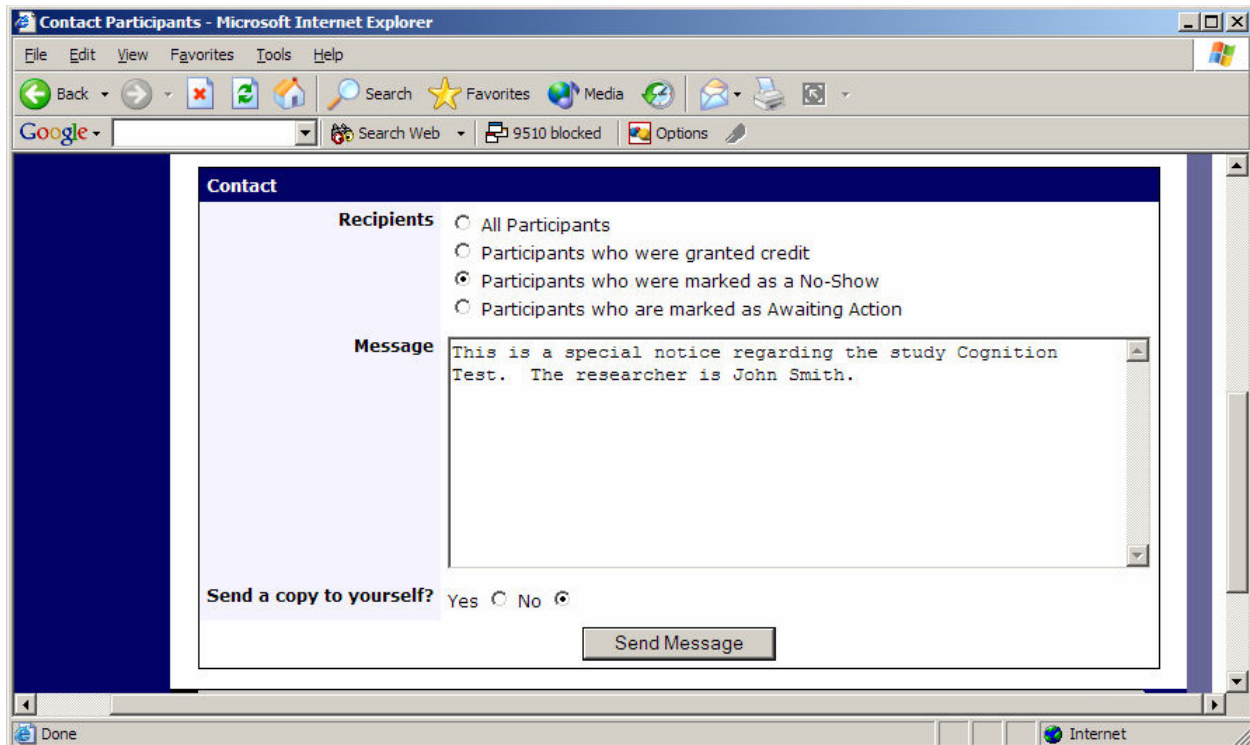 Contact Participants - Microsoft Internet Explorer
File Edit View Favorites Tools Help
Back Search Favorites Media
Google Search Web 9510 blocked Options
Contact
Recipients All Participants
Participants who were granted credit
Participants who were marked as a No-Show
Participants who are marked as Awaiting Action
Message This is a special notice regarding the study Cognition
Test.  The researcher is John Smith.
Send a copy to yourself? Yes No
Send Message
Done Internet